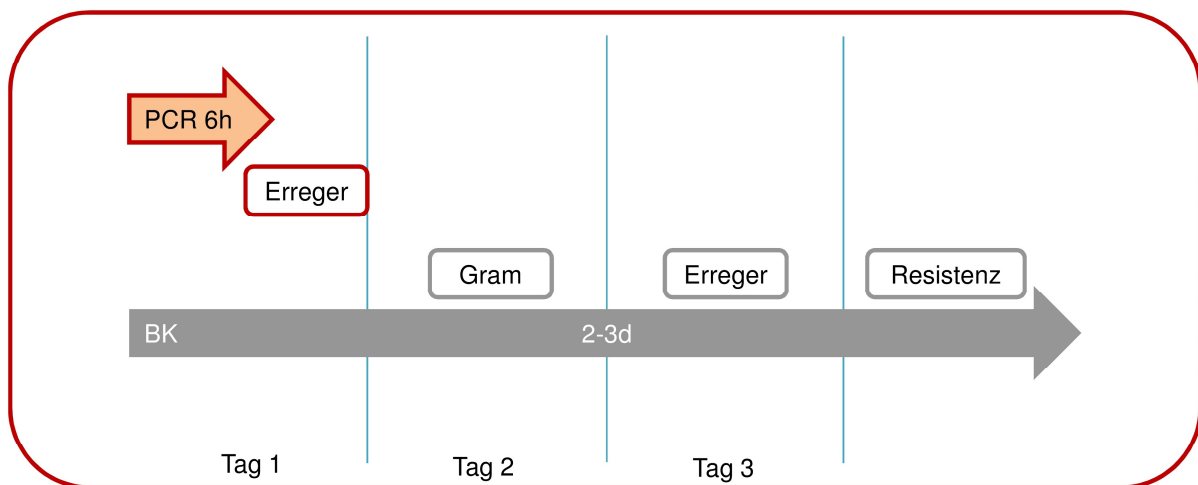 PCR 6h
Erreger
Gram
Erreger
Resistenz
BK
2-3d
Tag 1
Tag 2
Tag 3